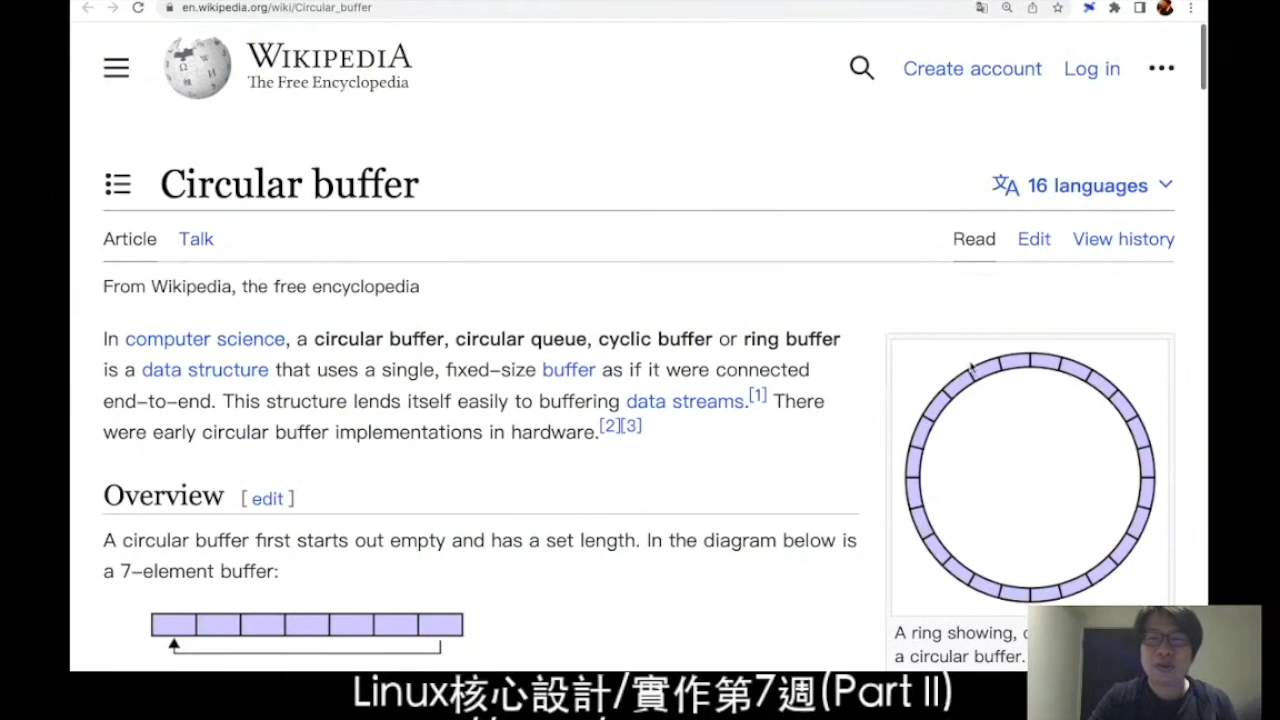 en.wikipedia.org/wiki/Circular_buffer
WIKIPEDIA
The Free Encyclopedia
Create account
Log in
Circular buffer
16 languages
Article
Talk
Read
Edit
View history
From Wikipedia, the free encyclopedia
In computer science, a circular buffer, circular queue, cyclic buffer or ring buffer
is a data structure that uses a single, fixed-size buffer as if it were connected
end-to-end. This structure lends itself easily to buffering data streams.[1] There
were early circular buffer implementations in hardware.[2][3]
Overview [ edit ]
A circular buffer first starts out empty and has a set length. In the diagram below is
a 7-element buffer:
A ring showing,
a circular buffer.
Linux核心設計/實作第7週(Part II)